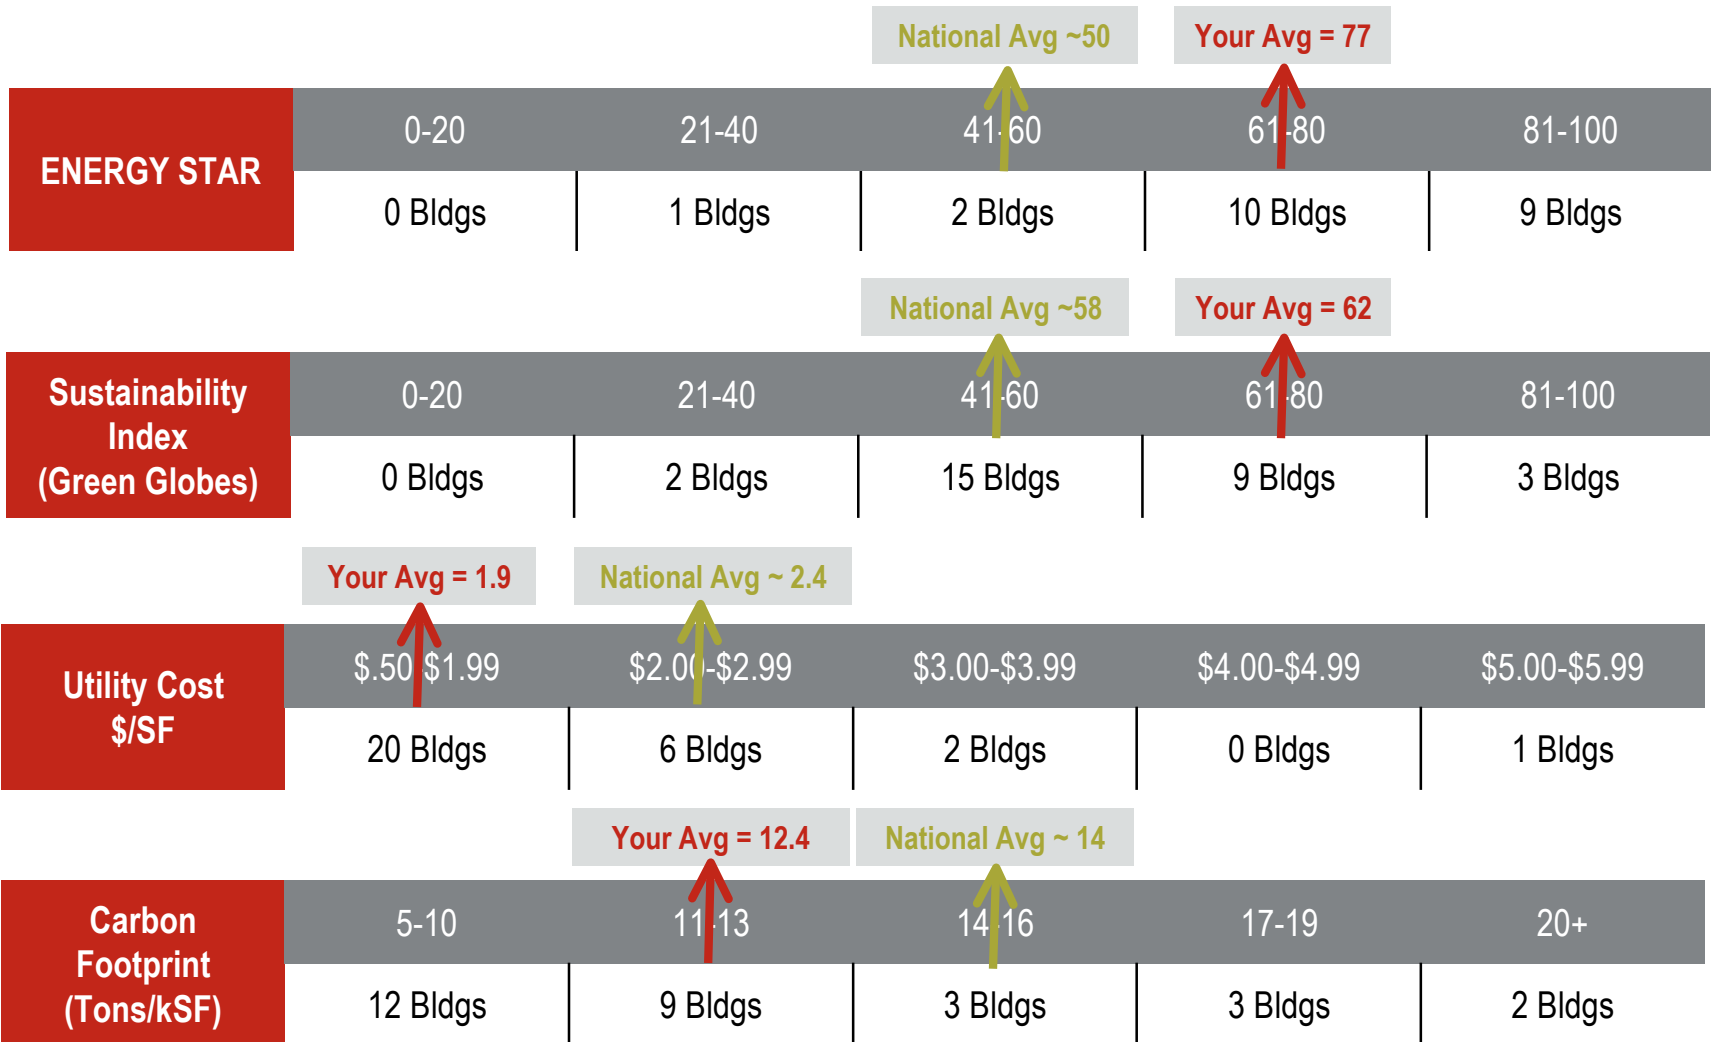 National Avg ~50
Your Avg = 77
ENERGY STAR
0-20
21-40
41-60
61-80
81-100
0 Bldgs
1 Bldgs
2 Bldgs
10 Bldgs
9 Bldgs
National Avg ~58
Your Avg = 62
Sustainability
Index
(Green Globes)
0-20
21-40
41-60
61-80
81-100
0 Bldgs
2 Bldgs
15 Bldgs
9 Bldgs
3 Bldgs
Your Avg = 1.9
National Avg ~ 2.4
Utility Cost
$/SF
$.50-$1.99
$2.00-$2.99
$3.00-$3.99
$4.00-$4.99
$5.00-$5.99
20 Bldgs
6 Bldgs
2 Bldgs
0 Bldgs
1 Bldgs
Your Avg = 12.4
National Avg ~ 14
Carbon
Footprint
(Tons/kSF)
5-10
11-13
14-16
17-19
20+
12 Bldgs
9 Bldgs
3 Bldgs
3 Bldgs
2 Bldgs